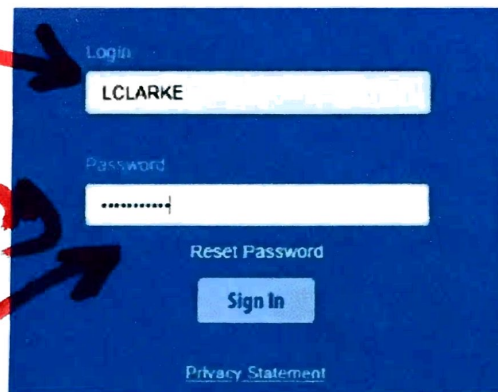 Login
LCLARKE
Password
•••••••••••
Reset Password
Sign In
Privacy Statement